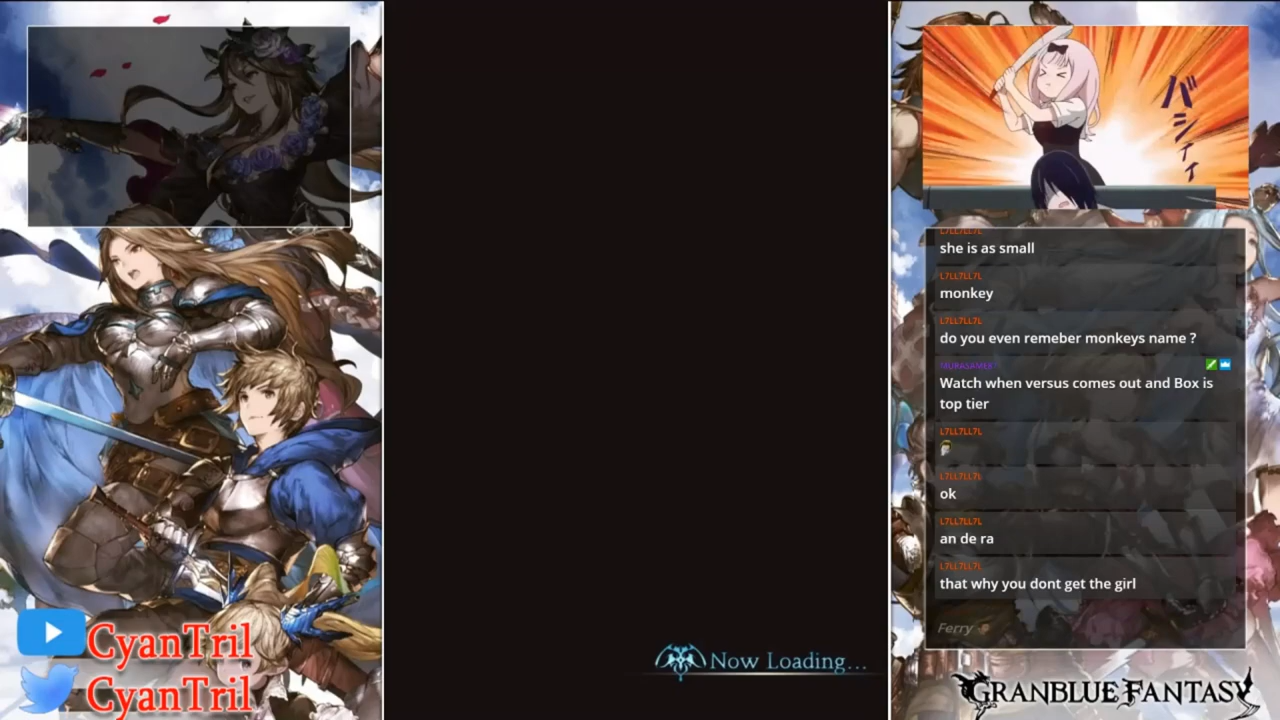 バシィィ
L7LL7LL7L
she is as small
L7LL7LL7L
monkey
L7LL7LL7L
do you even remeber monkeys name ?
Watch when versus comes out and Box is
top tier
L7LL7LL7L
L7LL7LL7L
ok
L7LL7LL7L
an de ra
L7LL7LL7L
that why you dont get the girl
Ferry
CyanTril
CyanTril
Now Loading...
GRANBLUE FANTASY